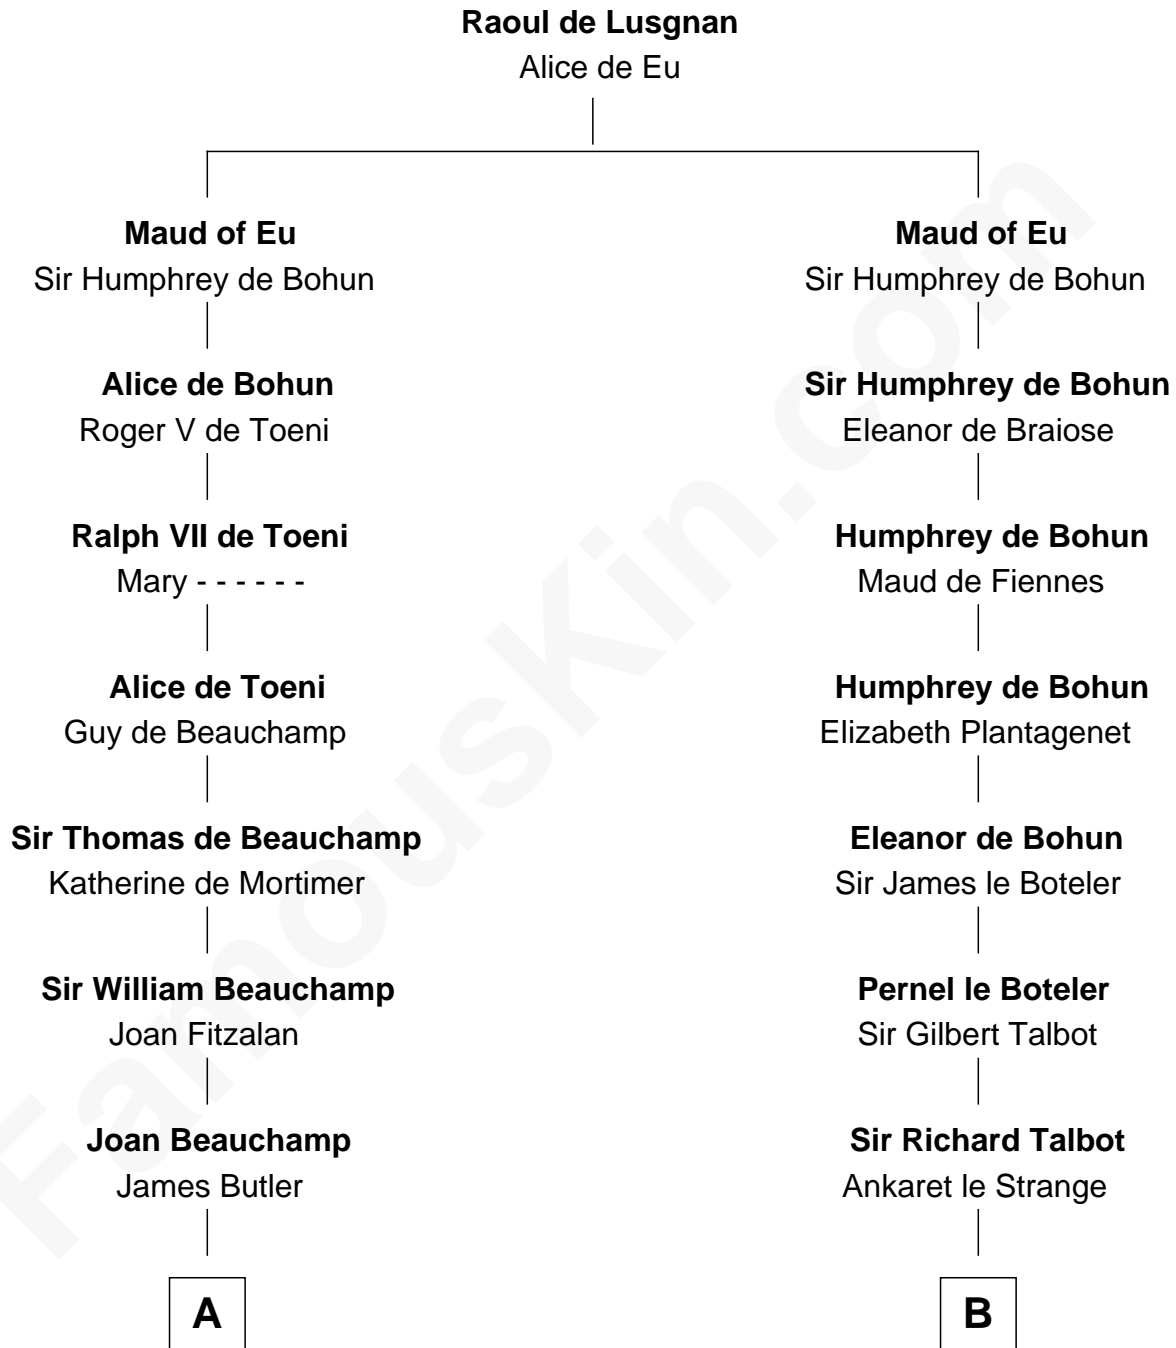 Raoul de Lusgnan
Alice de Eu
Maud of Eu
Sir Humphrey de Bohun
Maud of Eu
Sir Humphrey de Bohun
Alice de Bohun
Roger V de Toeni
Sir Humphrey de Bohun
Eleanor de Braiose
Ralph VII de Toeni
Mary - - - - - -
Humphrey de Bohun
Maud de Fiennes
Alice de Toeni
Guy de Beauchamp
Humphrey de Bohun
Elizabeth Plantagenet
Sir Thomas de Beauchamp
Katherine de Mortimer
Eleanor de Bohun
Sir James le Boteler
Sir William Beauchamp
Joan Fitzalan
Pernel le Boteler
Sir Gilbert Talbot
Joan Beauchamp
James Butler
Sir Richard Talbot
Ankaret le Strange
A
B
FamousKin.com